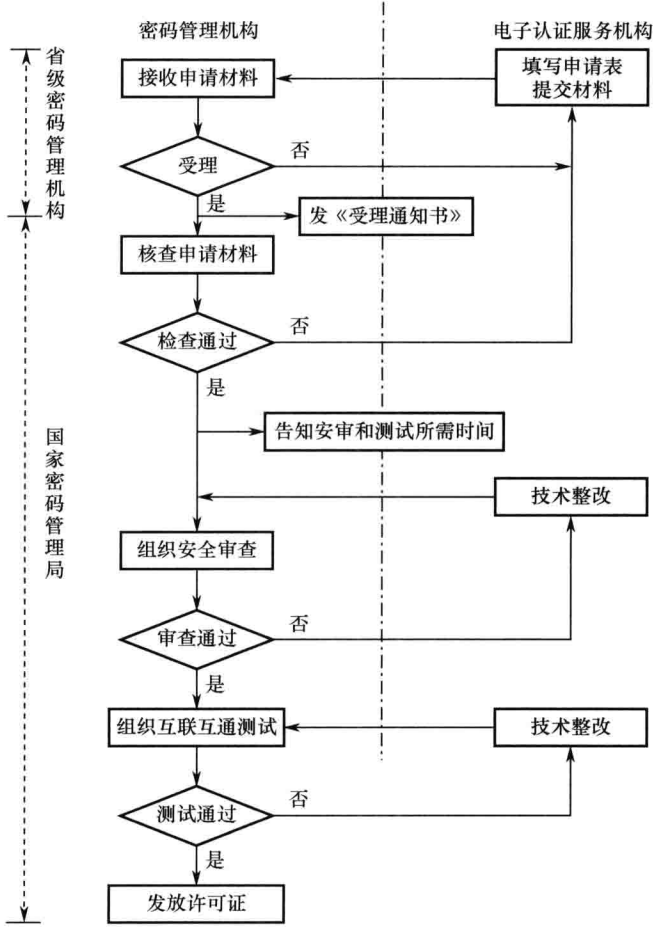 密码管理机构
电子认证服务机构
省级密码管理机构
接收申请材料
填写申请表
提交材料
受理
否
是
发《受理通知书》
核查申请材料
检查通过
否
是
国家密码管理局
告知安审和测试所需时间
技术整改
组织安全审查
审查通过
否
是
组织互联互通测试
技术整改
测试通过
否
是
发放许可证